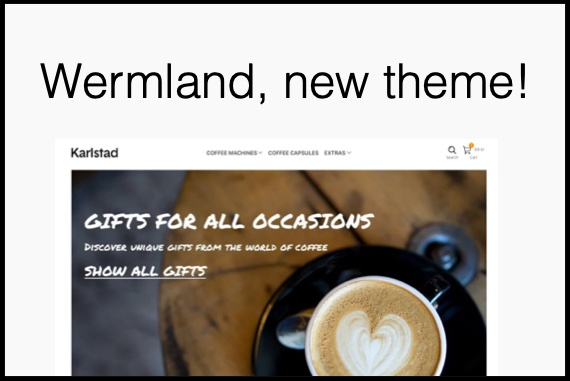 Wermland, new theme!
Karlstad
COFFEE MACHINES COFFEE CAPSULES EXTRAS
Search
Cart
GIFTS FOR ALL OCCASIONS
DISCOVER UNIQUE GIFTS FROM THE WORLD OF COFFEE
SHOW ALL GIFTS